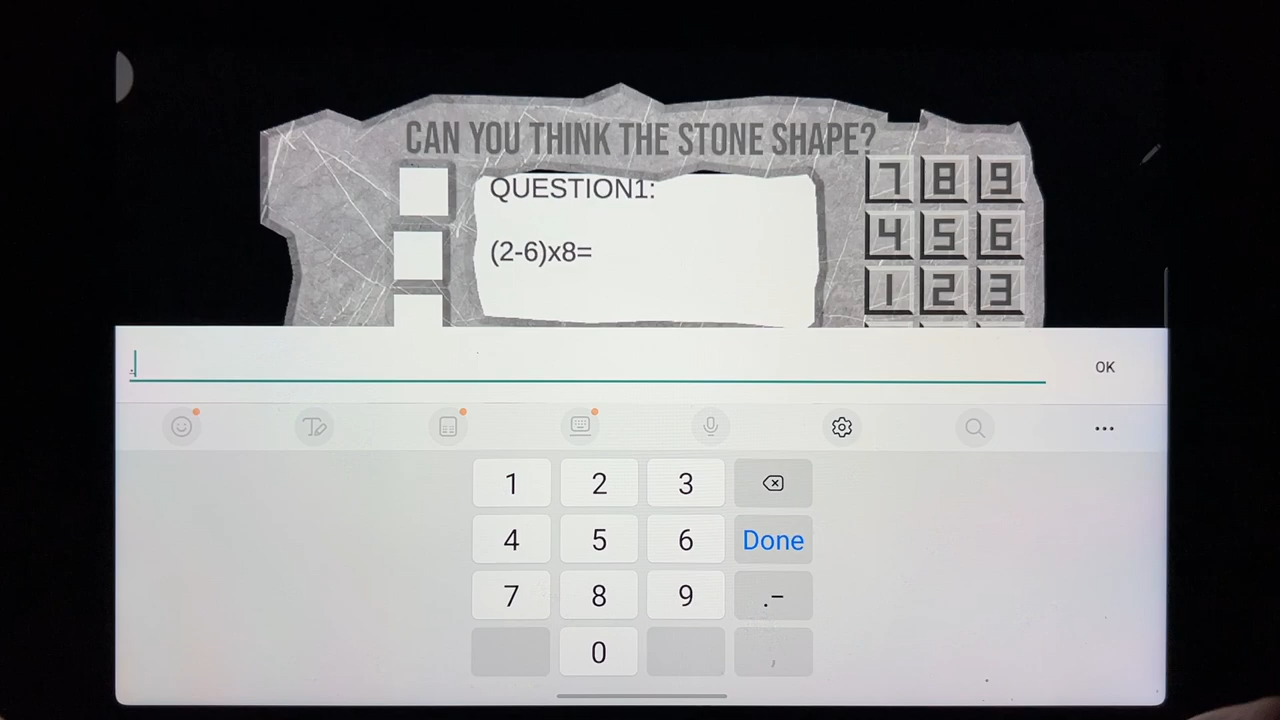 CAN YOU THINK THE STONE SHAPE?
QUESTION1:
(2-6)x8=
7 8 9
4 5 6
1 2 3
.
OK
1 2 3
4 5 6 Done
7 8 9 .-
0 ,